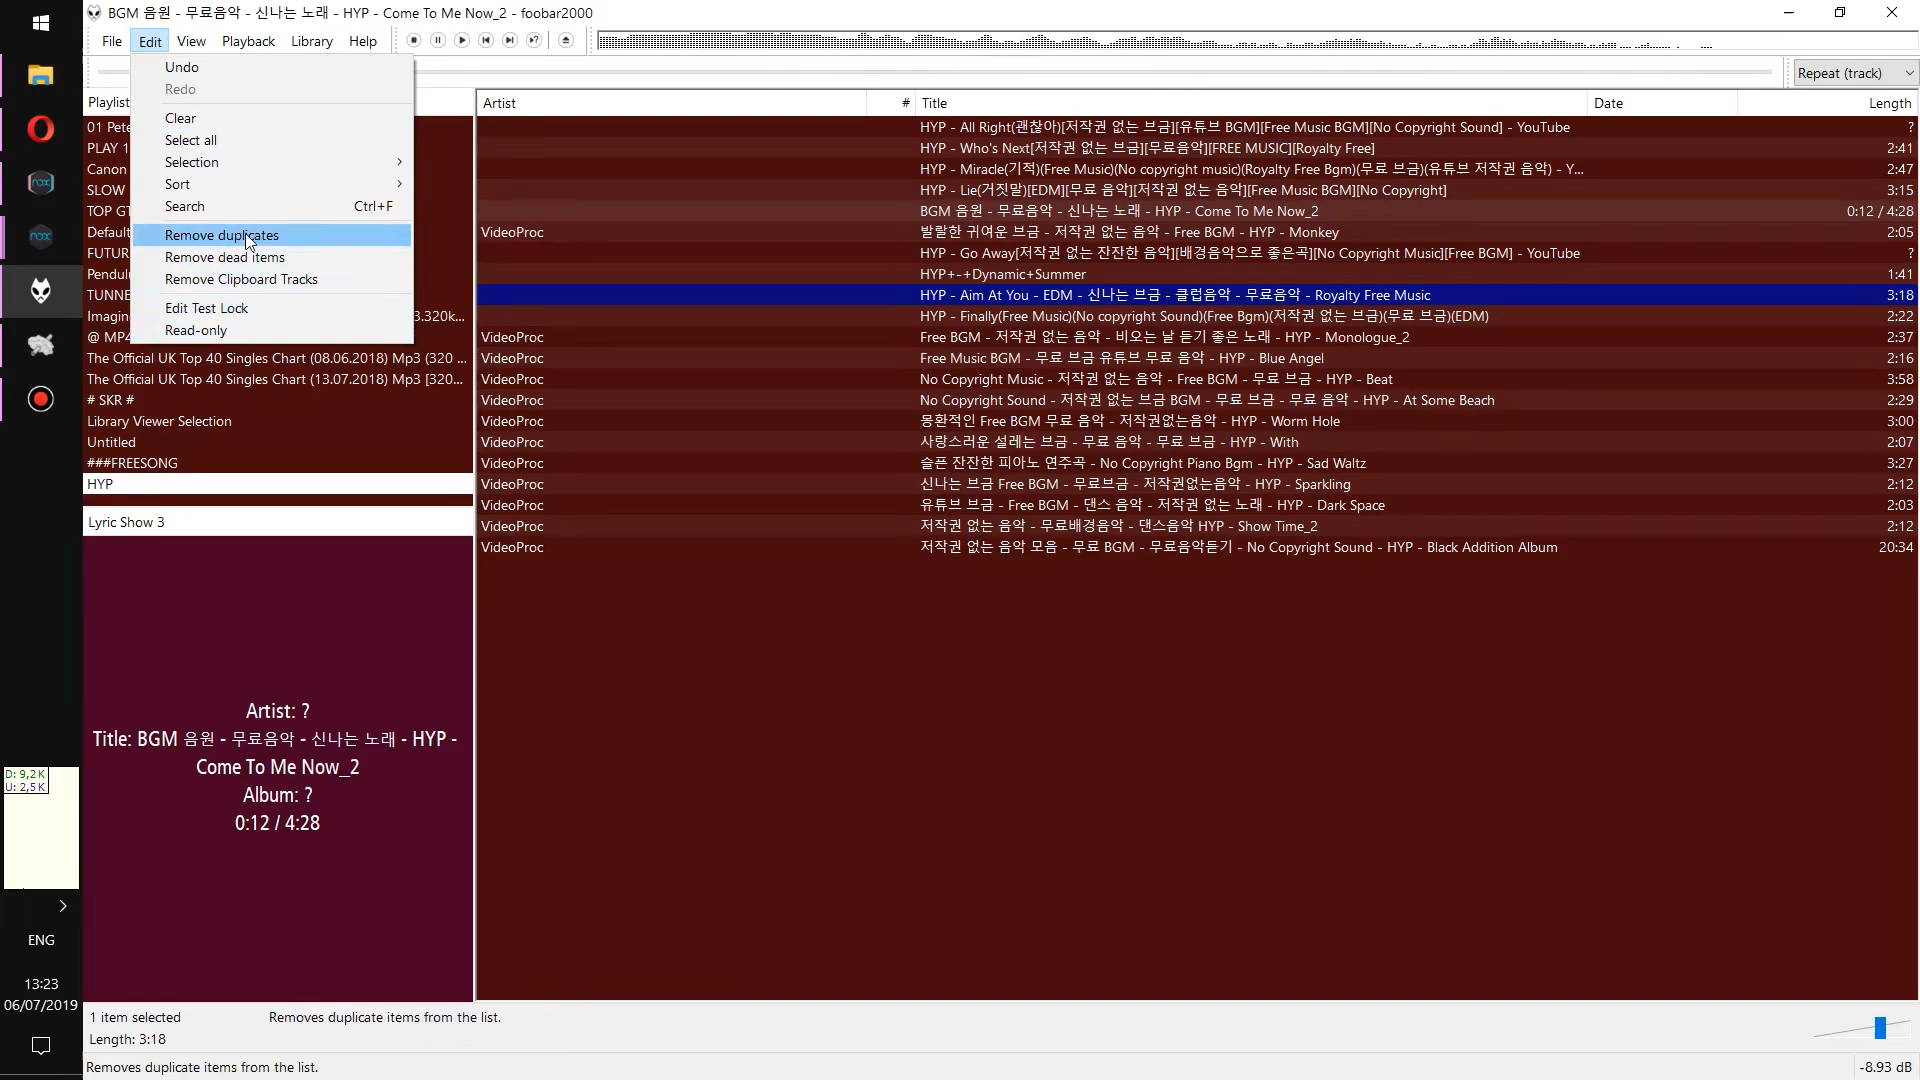 BGM 음원 - 무료음악 - 신나는 노래 - HYP - Come To Me Now_2 - foobar2000
File Edit View Playback Library Help
Repeat (track)
Undo
Redo
Clear
Select all
Selection
Sort
Search Ctrl+F
Remove duplicates
Remove dead items
Remove Clipboard Tracks
Edit Test Lock
Read-only
Playlist
01 Pete
PLAY 1
Canon
SLOW
TOP GT
Default
FUTUR
Pendul
TUNNE
Imagin 3.320k...
@ MP4
The Official UK Top 40 Singles Chart (08.06.2018) Mp3 (320 ...
The Official UK Top 40 Singles Chart (13.07.2018) Mp3 [320...
# SKR #
Library Viewer Selection
Untitled
###FREESONG
HYP
Lyric Show 3
Artist: ?
Title: BGM 음원 - 무료음악 - 신나는 노래 - HYP -
Come To Me Now_2
Album: ?
0:12 / 4:28
Artist # Title Date Length
HYP - All Right(괜찮아)[저작권 없는 브금][유튜브 BGM][Free Music BGM][No Copyright Sound] - YouTube ?
HYP - Who's Next[저작권 없는 브금][무료음악][FREE MUSIC][Royalty Free] 2:41
HYP - Miracle(기적)(Free Music)(No copyright music)(Royalty Free Bgm)(무료 브금)(유튜브 저작권 없는 음악) - Y... 2:47
HYP - Lie(거짓말)[EDM][무료 음악][저작권 없는 음악][Free Music BGM][No Copyright] 3:15
BGM 음원 - 무료음악 - 신나는 노래 - HYP - Come To Me Now_2 0:12 / 4:28
VideoProc 발랄한 귀여운 브금 - 저작권 없는 음악 - Free BGM - HYP - Monkey 2:05
HYP - Go Away[저작권 없는 잔잔한 음악][배경음악으로 좋은곡][No Copyright Music][Free BGM] - YouTube ?
HYP+-+Dynamic+Summer 1:41
HYP - Aim At You - EDM - 신나는 브금 - 클럽음악 - 무료음악 - Royalty Free Music 3:18
HYP - Finally(Free Music)(No copyright Sound)(Free Bgm)(저작권 없는 브금)(무료 브금)(EDM) 2:22
VideoProc Free BGM - 저작권 없는 음악 - 비오는 날 듣기 좋은 노래 - HYP - Monologue_2 2:37
VideoProc Free Music BGM - 무료 브금 유튜브 무료 음악 - HYP - Blue Angel 2:16
VideoProc No Copyright Music - 저작권 없는 음악 - Free BGM - 무료 브금 - HYP - Beat 3:58
VideoProc No Copyright Sound - 저작권 없는 브금 BGM - 무료 브금 - 무료 음악 - HYP - At Some Beach 2:29
VideoProc 몽환적인 Free BGM 무료 음악 - 저작권없는음악 - HYP - Worm Hole 3:00
VideoProc 사랑스러운 설레는 브금 - 무료 음악 - 무료 브금 - HYP - With 2:07
VideoProc 슬픈 잔잔한 피아노 연주곡 - No Copyright Piano Bgm - HYP - Sad Waltz 3:27
VideoProc 신나는 브금 Free BGM - 무료브금 - 저작권없는음악 - HYP - Sparkling 2:12
VideoProc 유튜브 브금 - Free BGM - 댄스 음악 - 저작권 없는 노래 - HYP - Dark Space 2:03
VideoProc 저작권 없는 음악 - 무료배경음악 - 댄스음악 HYP - Show Time_2 2:12
VideoProc 저작권 없는 음악 모음 - 무료 BGM - 무료음악듣기 - No Copyright Sound - HYP - Black Addition Album 20:34
nox
nox
D: 9,2 K
U: 2,5 K
ENG
13:23
06/07/2019
1 item selected Removes duplicate items from the list.
Length: 3:18
Removes duplicate items from the list. -8.93 dB